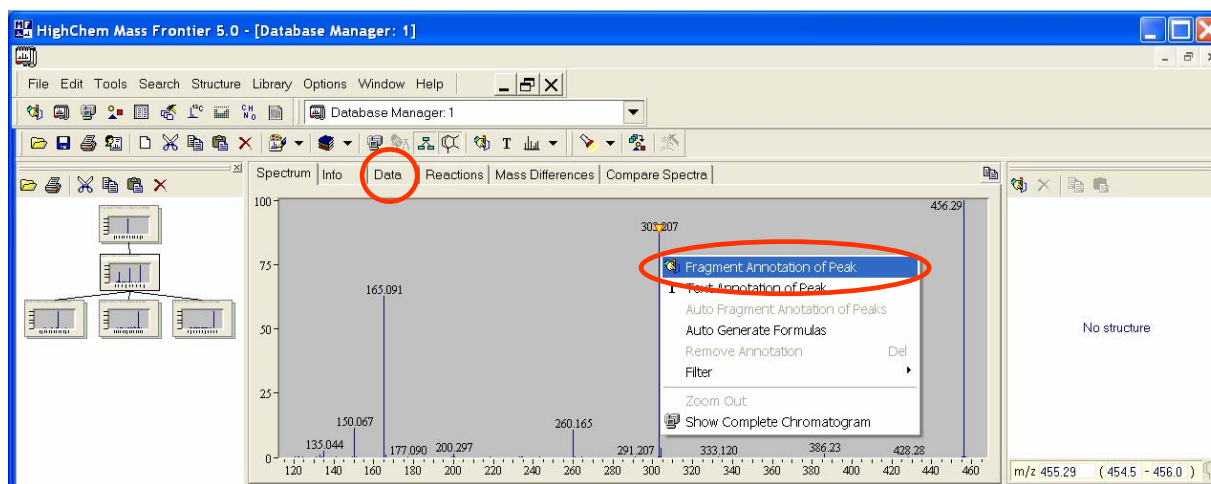 HighChem Mass Frontier 5.0 - [Database Manager: 1]
File Edit Tools Search Structure Library Options Window Help
Database Manager: 1
Spectrum Info Data Reactions Mass Differences Compare Spectra
100
75
50
25
0
456.29
165.091
150.067
135.044
177.090
200.297
260.165
291.207
333.120
386.23
428.28
Fragment Annotation of Peak
Text Annotation of Peak
Auto Fragment Anotation of Peaks
Auto Generate Formulas
Remove Annotation Del
Filter
Zoom Out
Show Complete Chromatogram
120 140 160 180 200 220 240 260 280 300 320 340 360 380 400 420 440 460
No structure
m/z 455.29 ( 454.5 - 456.0 )